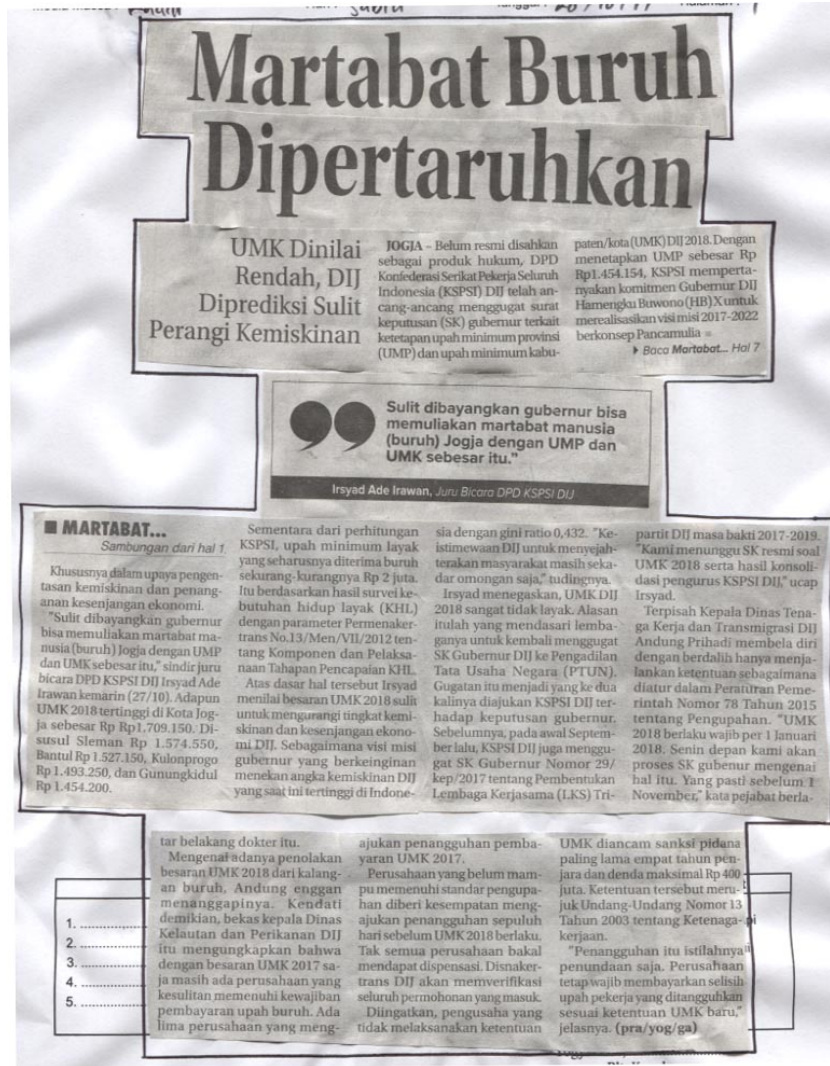 Martabat Buruh
Dipertaruhkan
UMK Dinilai
Rendah, DIJ
Diprediksi Sulit
Perangi Kemiskinan
JOGJA – Belum resmi disahkan
sebagai produk hukum, DPD
Konfederasi Serikat Pekerja Seluruh
Indonesia (KSPSI) DIJ telah an-
cang-ancang menggugat surat
keputusan (SK) gubernur terkait
ketetapan upah minimum provinsi
(UMP) dan upah minimum kabu-
paten/kota (UMK) DIJ 2018. Dengan
menetapkan UMP sebesar Rp
Rp1.454.154, KSPSI memperta-
nyakan komitmen Gubernur DIJ
Hamengku Buwono (HB) X untuk
merealisasikan visi misi 2017-2022
berkonsep Pancamulia
Baca Martabat... Hal 7
Sulit dibayangkan gubernur bisa
memuliakan martabat manusia
(buruh) Jogja dengan UMP dan
UMK sebesar itu."
Irsyad Ade Irawan, Juru Bicara DPD KSPSI DIJ
MARTABAT...
Sambungan dari hal 1
Khususnya dalam upaya pengen-
tasan kemiskinan dan penang-
anan kesenjangan ekonomi.
"Sulit dibayangkan gubernur
bisa memuliakan martabat ma-
nusia (buruh) Jogja dengan UMP
dan UMK sebesar itu," sindir juru
bicara DPD KSPSI DIJ Irsyad Ade
Irawan kemarin (27/10). Adapun
UMK 2018 tertinggi di Kota Jog-
ja sebesar Rp Rp1.709.150. Di-
susul Sleman Rp 1.574.550,
Bantul Rp 1.527.150, Kulonprogo
Rp 1.493.250, dan Gunungkidul
Rp 1.454.200.
Sementara dari perhitungan
KSPSI, upah minimum layak
yang seharusnya diterima buruh
sekurang-kurangnya Rp 2 juta.
Itu berdasarkan hasil survei ke-
butuhan hidup layak (KHL)
dengan parameter Permenaker-
trans No.13/Men/VII/2012 ten-
tang Komponen dan Pelaksa-
naan Tahapan Pencapaian KHL.
Atas dasar hal tersebut Irsyad
menilai besaran UMK 2018 sulit
untuk mengurangi tingkat kemi-
skinan dan kesenjangan ekono-
mi DIJ. Sebagaimana visi misi
gubernur yang berkeinginan
menekan angka kemiskinan DIJ
yang saat ini tertinggi di Indone-
sia dengan gini ratio 0,432. "Ke-
istimewaan DIJ untuk menyejah-
terakan masyarakat masih seka-
dar omongan saja," tudingnya.
Irsyad menegaskan, UMK DIJ
2018 sangat tidak layak. Alasan
itulah yang mendasari lemba-
ganya untuk kembali menggugat
SK Gubernur DIJ ke Pengadilan
Tata Usaha Negara (PTUN).
Gugatan itu menjadi yang ke dua
kalinya diajukan KSPSI DIJ ter-
hadap keputusan gubernur.
Sebelumnya, pada awal Septem-
ber lalu, KSPSI DIJ juga menggu-
gat SK Gubernur Nomor 29/
kep/2017 tentang Pembentukan
Lembaga Kerjasama (LKS) Tri-
partit DIJ masa bakti 2017-2019.
"Kami menunggu SK resmi soal
UMK 2018 serta hasil konsoli-
dasi pengurus KSPSI DIJ," ucap
Irsyad.
Terpisah Kepala Dinas Tena-
ga Kerja dan Transmigrasi DIJ
Andung Prihadi membela diri
dengan berdalih hanya menja-
lankan ketentuan sebagaimana
diatur dalam Peraturan Peme-
rintah Nomor 78 Tahun 2015
tentang Pengupahan. "UMK
2018 berlaku wajib per 1 Januari
2018. Senin depan kami akan
proses SK gubenur mengenai
hal itu. Yang pasti sebelum 1
November," kata pejabat berla-
tar belakang dokter itu.
Mengenai adanya penolakan
besaran UMK 2018 dari kalang-
an buruh, Andung enggan
menanggapinya. Kendati
demikian, bekas kepala Dinas
Kelautan dan Perikanan DIJ
itu mengungkapkan bahwa
dengan besaran UMK 2017 sa-
ja masih ada perusahaan yang
kesulitan memenuhi kewajiban
pembayaran upah buruh. Ada
lima perusahaan yang meng-
ajukan penangguhan pemba-
yaran UMK 2017.
Perusahaan yang belum mam-
pu memenuhi standar pengupa-
han diberi kesempatan meng-
ajukan penangguhan sepuluh
hari sebelum UMK 2018 berlaku.
Tak semua perusahaan bakal
mendapat dispensasi. Disnaker-
trans DIJ akan memverifikasi
seluruh permohonan yang masuk.
Diingatkan, pengusaha yang
tidak melaksanakan ketentuan
UMK diancam sanksi pidana
paling lama empat tahun pen-
jara dan denda maksimal Rp 400
juta. Ketentuan tersebut meru-
juk Undang-Undang Nomor 13
Tahun 2003 tentang Ketenaga-
kerjaan.
"Penangguhan itu istilahnya
penundaan saja. Perusahaan
tetap wajib membayarkan selisih
upah pekerja yang ditangguhkan
sesuai ketentuan UMK baru,"
jelasnya. (pra/yog/ga)
1. ....................
2. ....................
3. ....................
4. ....................
5. ....................